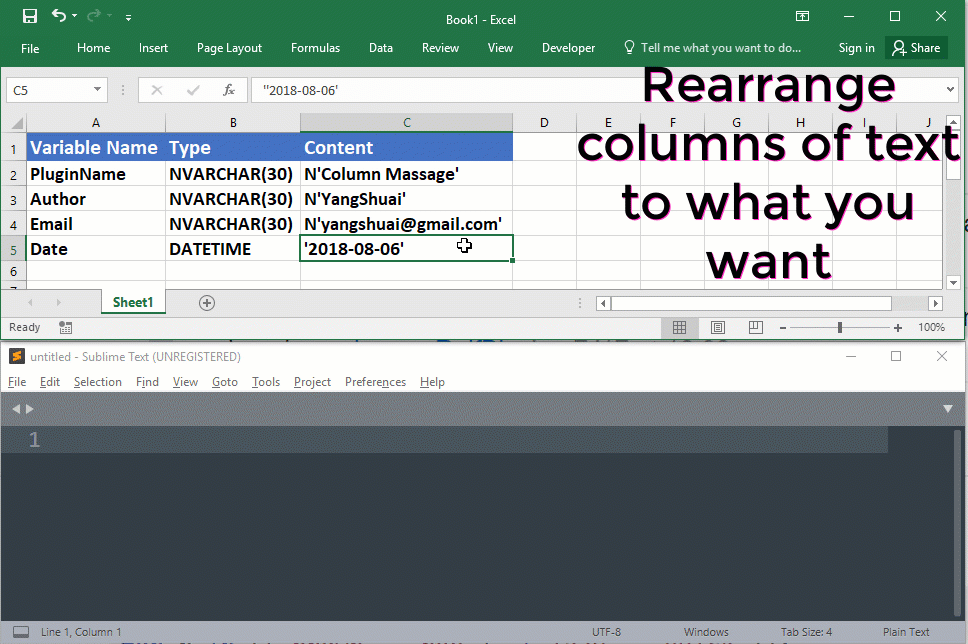 Book1 - Excel
File Home Insert Page Layout Formulas Data Review View Developer Tell me what you want to do... Sign in Share
C5 fx ''2018-08-06'
Rearrange
columns of text
to what you
want
A B C D E F G H I J
1 Variable Name Type Content
2 PluginName NVARCHAR(30) N'Column Massage'
3 Author NVARCHAR(30) N'YangShuai'
4 Email NVARCHAR(30) N'yangshuai@gmail.com'
5 Date DATETIME '2018-08-06'
6
Sheet1
Ready 100%
untitled - Sublime Text (UNREGISTERED)
File Edit Selection Find View Goto Tools Project Preferences Help
1
Line 1, Column 1 UTF-8 Windows Tab Size: 4 Plain Text